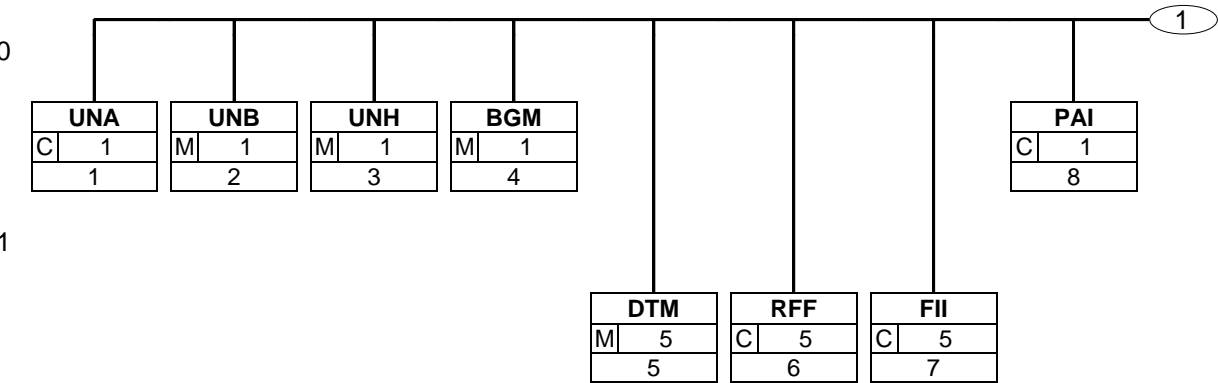 1
0
UNA UNB UNH BGM PAI
C 1 M 1 M 1 M 1 C 1
1 2 3 4 8
1
DTM RFF FII
M 5 C 5 C 5
5 6 7